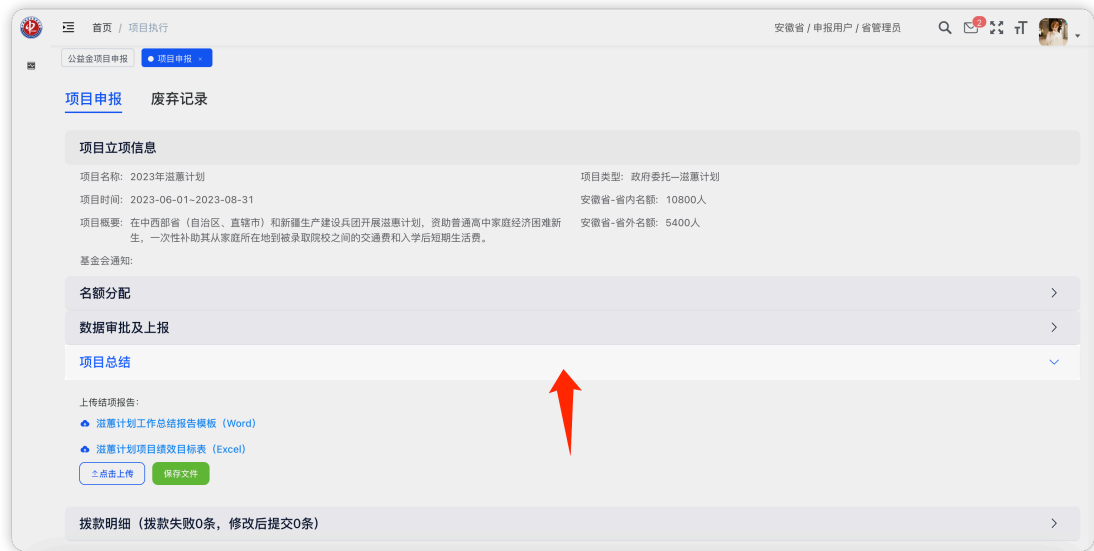 首页 / 项目执行
安徽省 / 申报用户 / 省管理员
2
公益金项目申报
项目申报 ×
项目申报 废弃记录
项目立项信息
项目名称: 2023年滋蕙计划
项目类型: 政府委托—滋蕙计划
项目时间: 2023-06-01~2023-08-31
安徽省-省内名额: 10800人
项目概要: 在中西部省（自治区、直辖市）和新疆生产建设兵团开展滋惠计划，资助普通高中家庭经济困难新
生，一次性补助其从家庭所在地到被录取院校之间的交通费和入学后短期生活费。
安徽省-省外名额: 5400人
基金会通知:
名额分配
数据审批及上报
项目总结
上传结项报告:
滋蕙计划工作总结报告模板（Word）
滋蕙计划项目绩效目标表（Excel）
点击上传 保存文件
拨款明细（拨款失败0条，修改后提交0条）